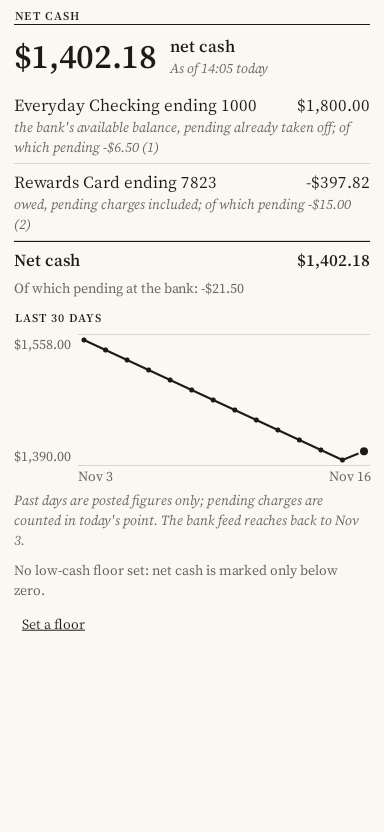 NET CASH
$1,402.18
net cash
As of 14:05 today
Everyday Checking ending 1000 $1,800.00
the bank's available balance, pending already taken off; of
which pending -$6.50 (1)
Rewards Card ending 7823 -$397.82
owed, pending charges included; of which pending -$15.00
(2)
Net cash $1,402.18
Of which pending at the bank: -$21.50
LAST 30 DAYS
$1,558.00
$1,390.00
Nov 3 Nov 16
Past days are posted figures only; pending charges are
counted in today's point. The bank feed reaches back to Nov
3.
No low-cash floor set: net cash is marked only below
zero.
Set a floor